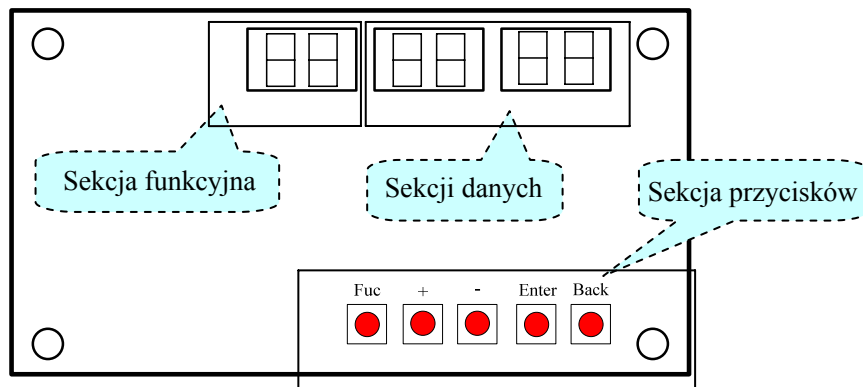 Sekcja funkcyjna
Sekcji danych
Sekcja przycisków
Fuc + - Enter Back